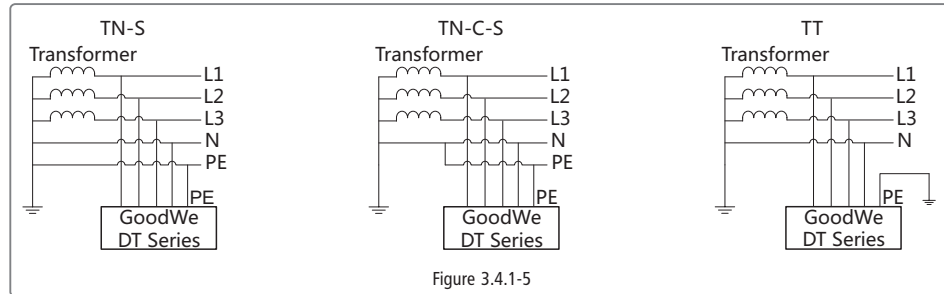 TN-S
Transformer
L1
L2
L3
N
PE
PE
GoodWe
DT Series
TN-C-S
Transformer
L1
L2
L3
N
PE
PE
GoodWe
DT Series
TT
Transformer
L1
L2
L3
N
PE
GoodWe
DT Series
Figure 3.4.1-5